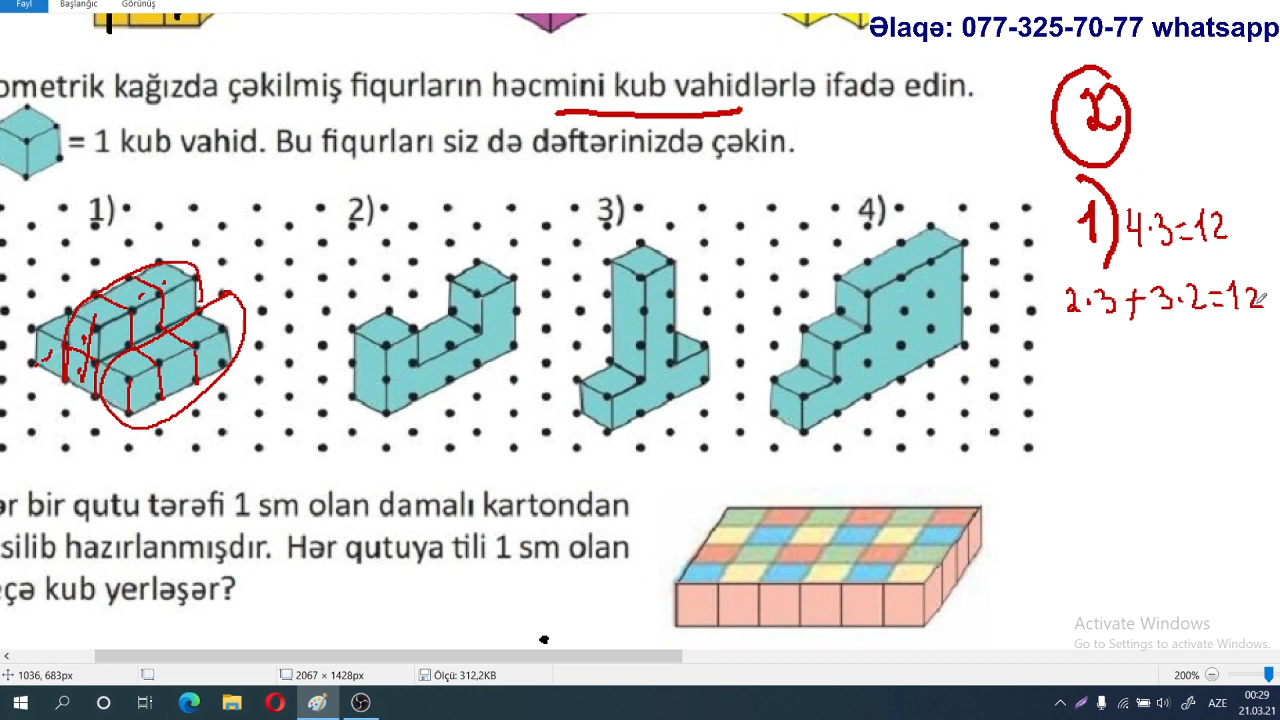 Fayl Başlanğıc Görünüş
Əlaqə: 077-325-70-77 whatsapp
ometrik kağızda çəkilmiş fiqurların həcmini kub vahidlərlə ifadə edin.
= 1 kub vahid. Bu fiqurları siz də dəftərinizdə çəkin.
1) 2) 3) 4)
1) 4·3=12
2·3+3·2=12
ər bir qutu tərəfi 1 sm olan damalı kartondan
silib hazırlanmışdır. Hər qutuya tili 1 sm olan
eçə kub yerləşər?
Activate Windows
Go to Settings to activate Windows.
1036, 683px 2067 × 1428px Ölçü: 312,2KB 200%
AZE 00:29
21.03.21